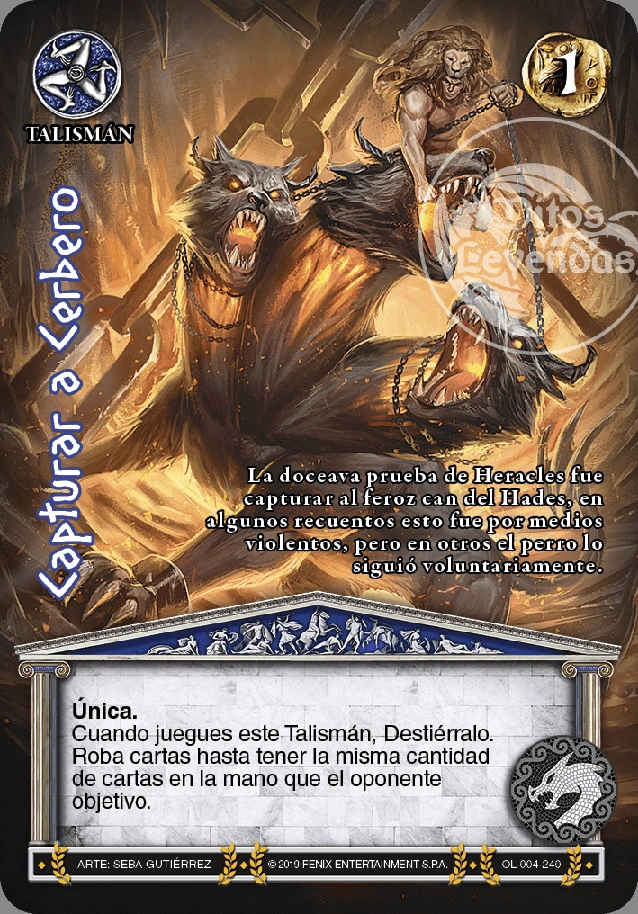 1
TALISMÁN
Mitos
y
Leyendas
Capturar a Cerbero
La doceava prueba de Heracles fue
capturar al feroz can del Hades, en
algunos recuentos esto fue por medios
violentos, pero en otros el perro lo
siguió voluntariamente.
Única.
Cuando juegues este Talismán, Destiérralo.
Roba cartas hasta tener la misma cantidad
de cartas en la mano que el oponente
objetivo.
ARTE: SEBA GUTIÉRREZ
©2019 FENIX ENTERTAINMENT S.P.A.
OL 004-240